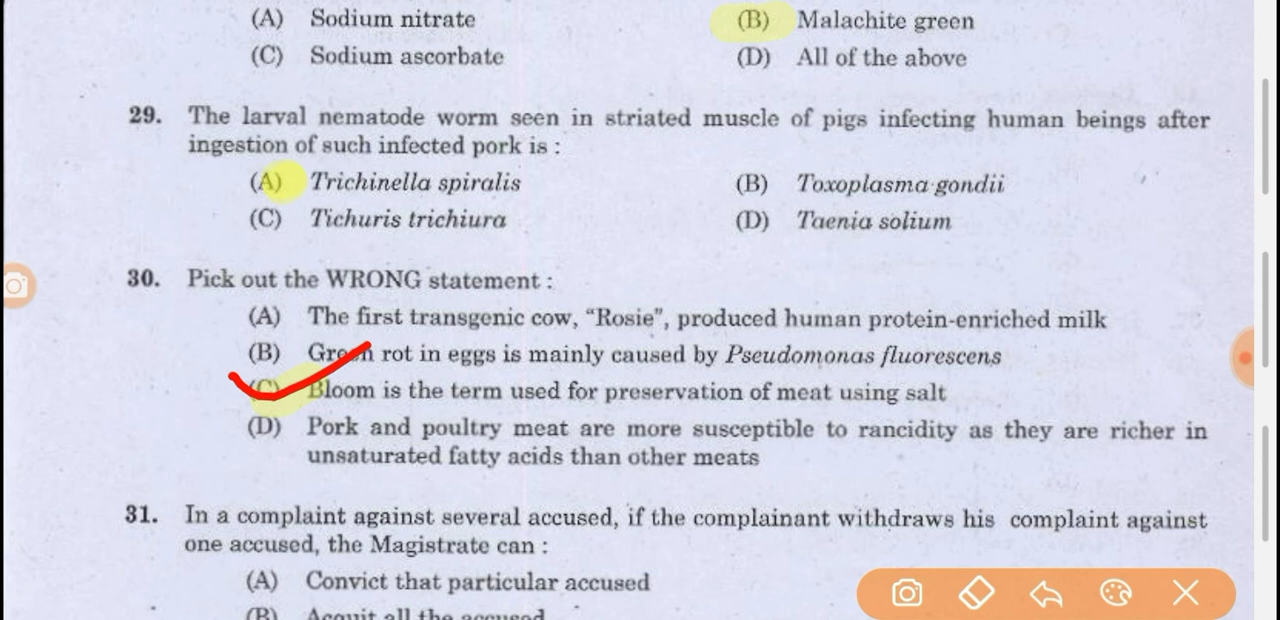 (A) Sodium nitrate (B) Malachite green
(C) Sodium ascorbate (D) All of the above
29. The larval nematode worm seen in striated muscle of pigs infecting human beings after
ingestion of such infected pork is :
(A) Trichinella spiralis (B) Toxoplasma gondii
(C) Tichuris trichiura (D) Taenia solium
30. Pick out the WRONG statement :
(A) The first transgenic cow, “Rosie”, produced human protein-enriched milk
(B) Green rot in eggs is mainly caused by Pseudomonas fluorescens
(C) Bloom is the term used for preservation of meat using salt
(D) Pork and poultry meat are more susceptible to rancidity as they are richer in
unsaturated fatty acids than other meats
31. In a complaint against several accused, if the complainant withdraws his complaint against
one accused, the Magistrate can :
(A) Convict that particular accused
(B) Acquit all the accused